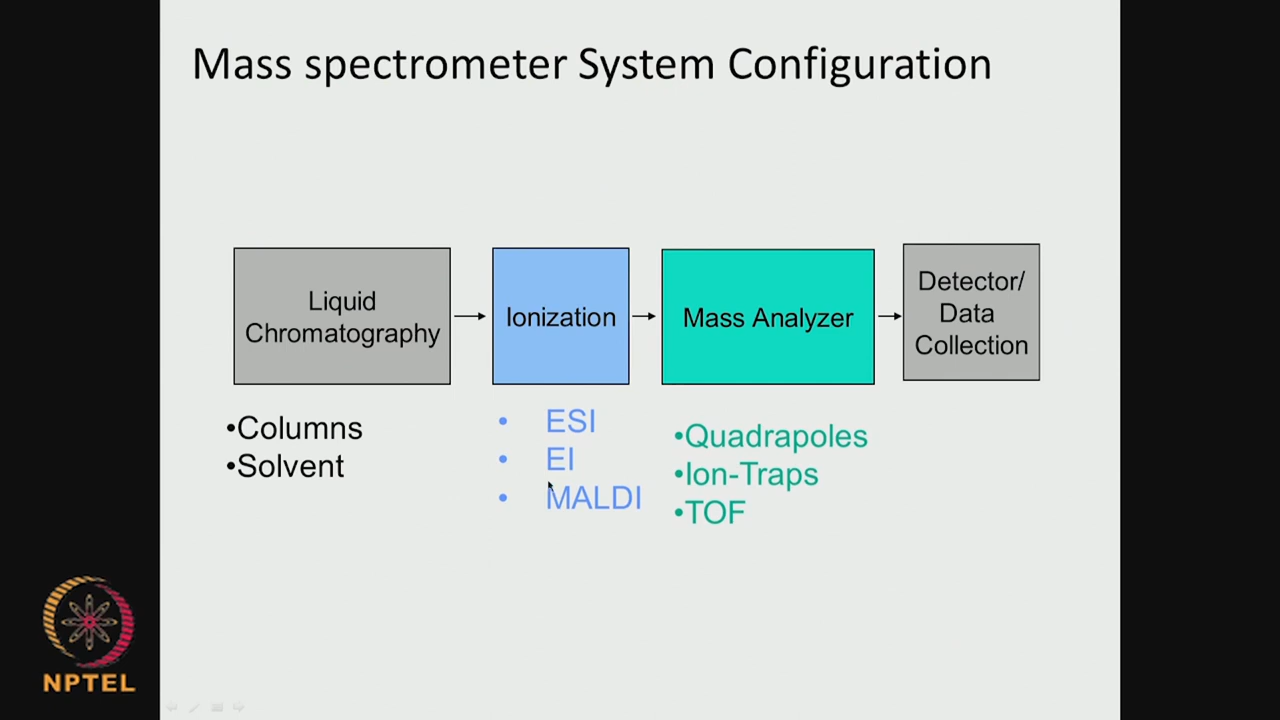 Mass spectrometer System Configuration
Liquid
Chromatography
Ionization
Mass Analyzer
Detector/
Data
Collection
•Columns
•Solvent
• ESI
• EI
• MALDI
•Quadrapoles
•Ion-Traps
•TOF
NPTEL